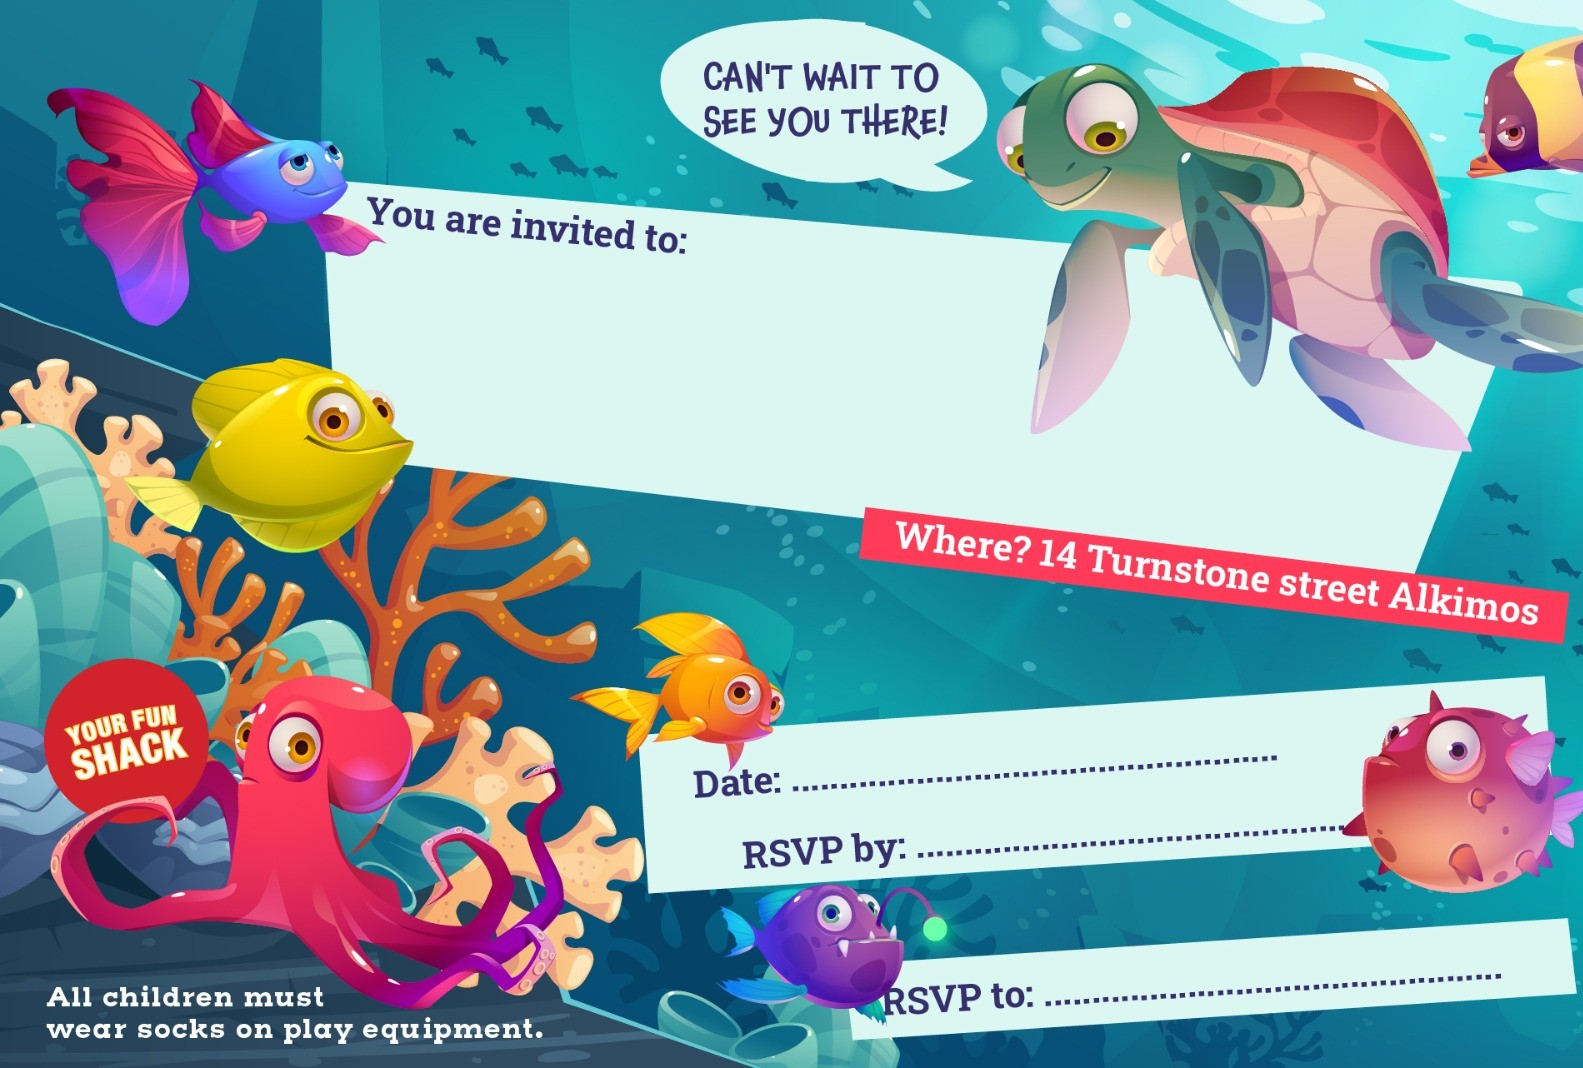 CAN'T WAIT TO
SEE YOU THERE!
You are invited to:
Where? 14 Turnstone street Alkimos
Date: ........................................
RSVP by: ........................................
RSVP to: ........................................
YOUR FUN
SHACK
All children must
wear socks on play equipment.